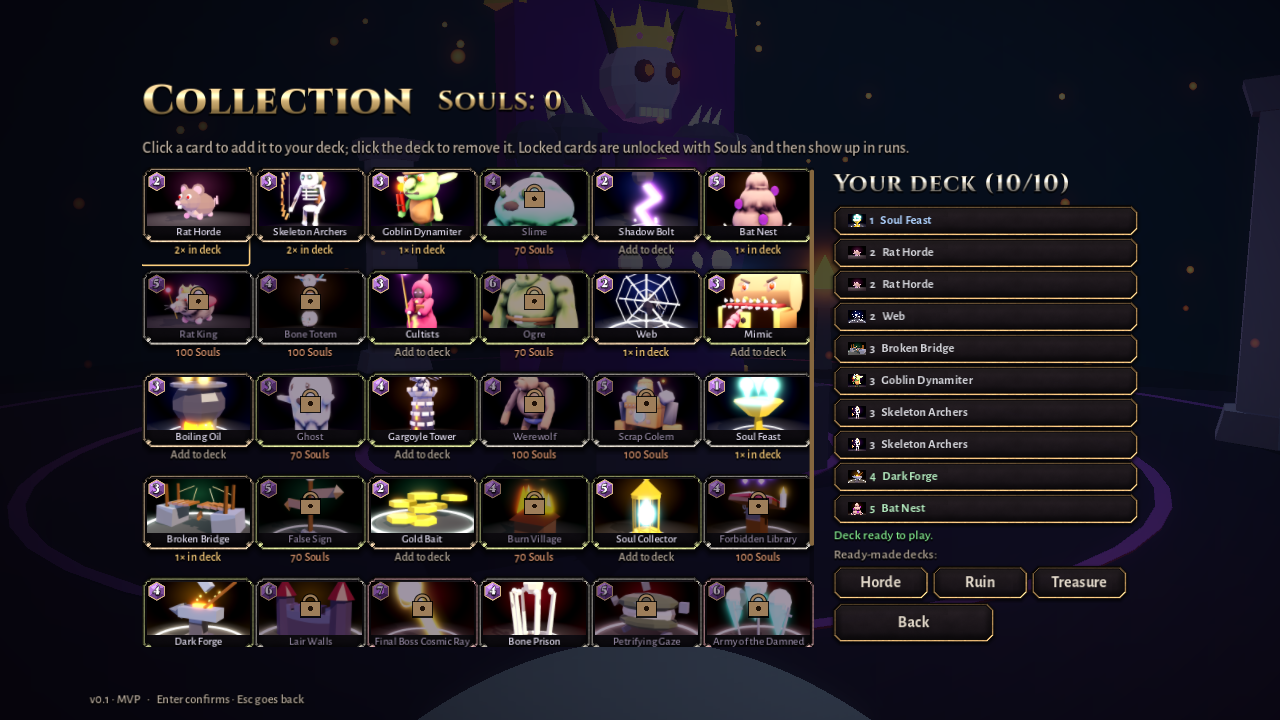 Collection Souls: 0
Click a card to add it to your deck; click the deck to remove it. Locked cards are unlocked with Souls and then show up in runs.
2 3 3 4 2 5
Rat Horde Skeleton Archers Goblin Dynamiter Slime Shadow Bolt Bat Nest
2× in deck 2× in deck 1× in deck 70 Souls Add to deck 1× in deck
5 4 3 6 2 3
Rat King Bone Totem Cultists Ogre Web Mimic
100 Souls 100 Souls Add to deck 70 Souls 1× in deck Add to deck
3 3 4 4 5 1
Boiling Oil Ghost Gargoyle Tower Werewolf Scrap Golem Soul Feast
Add to deck 70 Souls Add to deck 100 Souls 100 Souls 1× in deck
3 5 2 4 5 4
Broken Bridge False Sign Gold Bait Burn Village Soul Collector Forbidden Library
1× in deck 70 Souls Add to deck 70 Souls Add to deck 100 Souls
4 6 7 4 5 6
Dark Forge Lair Walls Final Boss Cosmic Ray Bone Prison Petrifying Gaze Army of the Damned
Your deck (10/10)
1 Soul Feast
2 Rat Horde
2 Rat Horde
2 Web
3 Broken Bridge
3 Goblin Dynamiter
3 Skeleton Archers
3 Skeleton Archers
4 Dark Forge
5 Bat Nest
Deck ready to play.
Ready-made decks:
Horde Ruin Treasure
Back
v0.1 · MVP · Enter confirms · Esc goes back